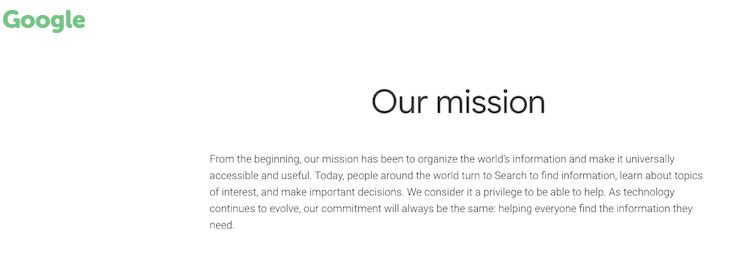 Google
Our mission
From the beginning, our mission has been to organize the world's information and make it universally
accessible and useful. Today, people around the world turn to Search to find information, learn about topics
of interest, and make important decisions. We consider it a privilege to be able to help. As technology
continues to evolve, our commitment will always be the same: helping everyone find the information they
need.